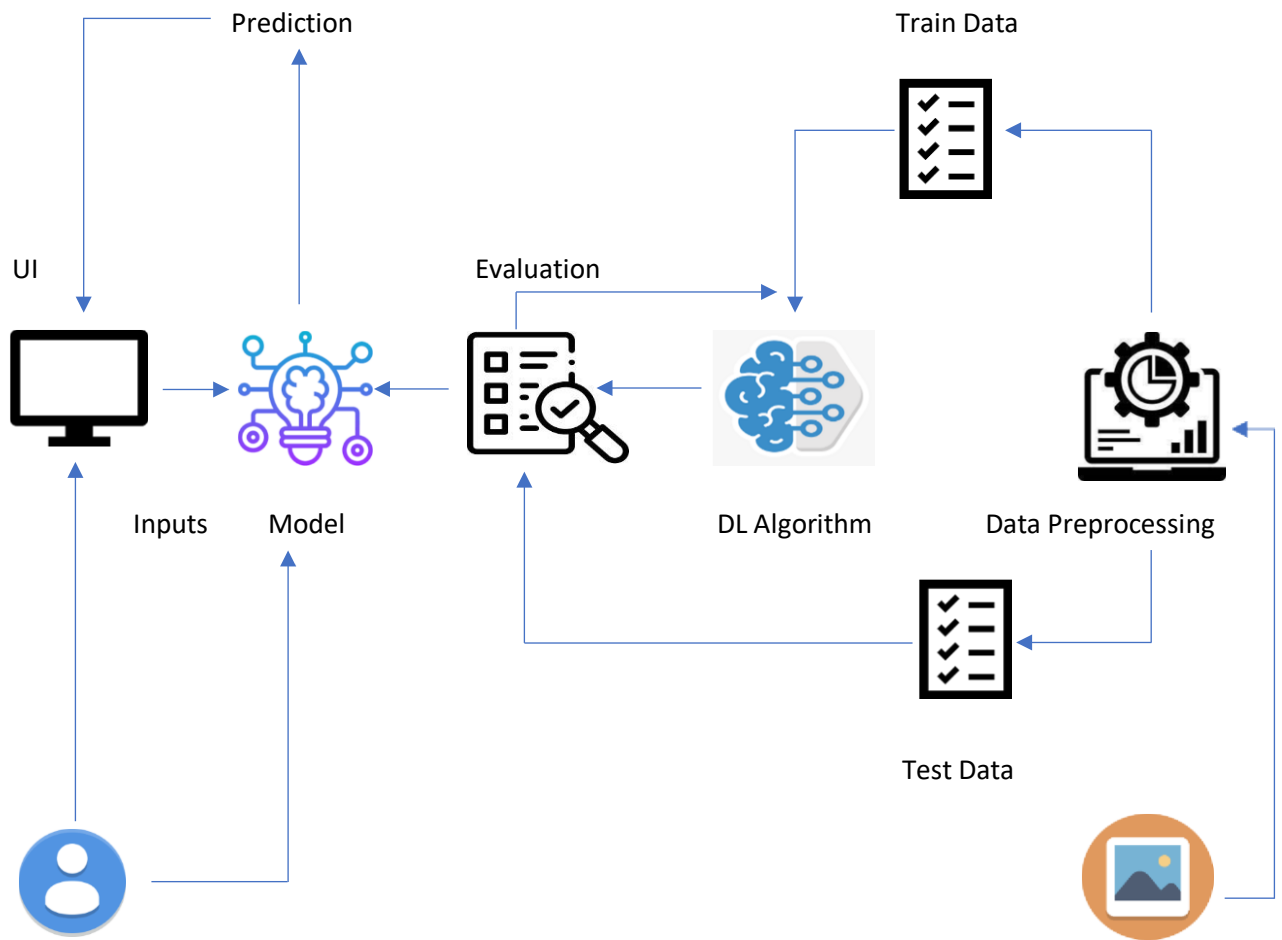 Prediction
Train Data
UI
Evaluation
Inputs
Model
DL Algorithm
Data Preprocessing
Test Data